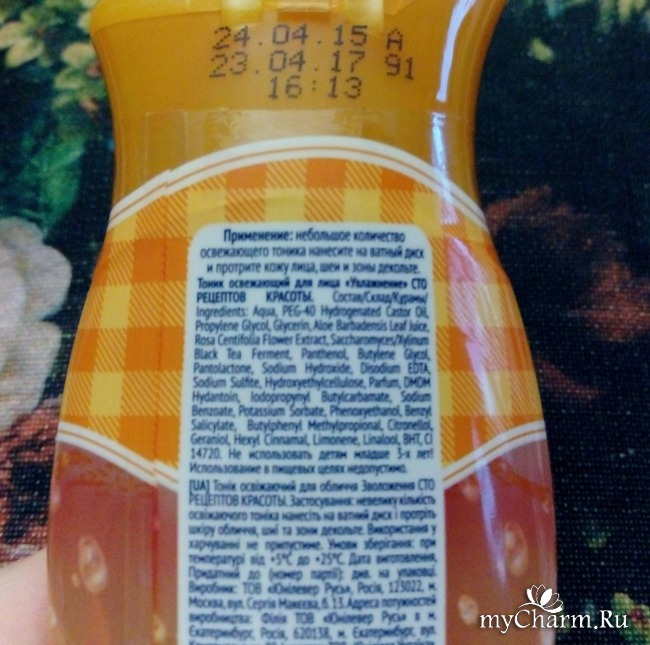 24.04.15 A
23.04.17 91
16:13
Применение: небольшое количество
освежающего тоника нанесите на ватный диск
и протрите кожу лица, шеи и зоны декольте.
Тоник освежающий для лица «Увлажнение» СТО
РЕЦЕПТОВ КРАСОТЫ. Состав/Склад/Құрамы/
Ingredients: Aqua, PEG-40 Hydrogenated Castor Oil,
Propylene Glycol, Glycerin, Aloe Barbadensis Leaf Juice,
Rosa Centifolia Flower Extract, Saccharomyces/Xylinum
Black Tea Ferment, Panthenol, Butylene Glycol,
Pantolactone, Sodium Hydroxide, Disodium EDTA,
Sodium Sulfite, Hydroxyethylcellulose, Parfum, DMDM
Hydantoin, Iodopropynyl Butylcarbamate, Sodium
Benzoate, Potassium Sorbate, Phenoxyethanol, Benzyl
Salicylate, Butylphenyl Methylpropional, Citronellol,
Geraniol, Hexyl Cinnamal, Limonene, Linalool, BHT, CI
14720. Не использовать детям младше 3-х лет!
Использование в пищевых целях недопустимо.
[UA] Тонік освіжаючий для обличчя Зволоження СТО
РЕЦЕПТОВ КРАСОТЫ. Застосування: невелику кількість
освіжаючого тоніка нанесіть на ватний диск і протріть
шкіру обличчя, шиї та зони декольте. Використання у
харчуванні не припустиме. Умови зберігання: при
температурі від +5°C до +25°C. Дата виготовлення,
Придатний до (номер партії): див. на упаковці.
Виробник: ТОВ «Юнілевер Русь», Росія, 123022, м.
Москва, вул. Сергія Макеєва, б. 13. Адреса потужностей
виробництва: Філія ТОВ «Юнілевер Русь» в м.
Екатеринбург, Росія, 620138, м. Екатеринбург, вул.
myCharm.Ru